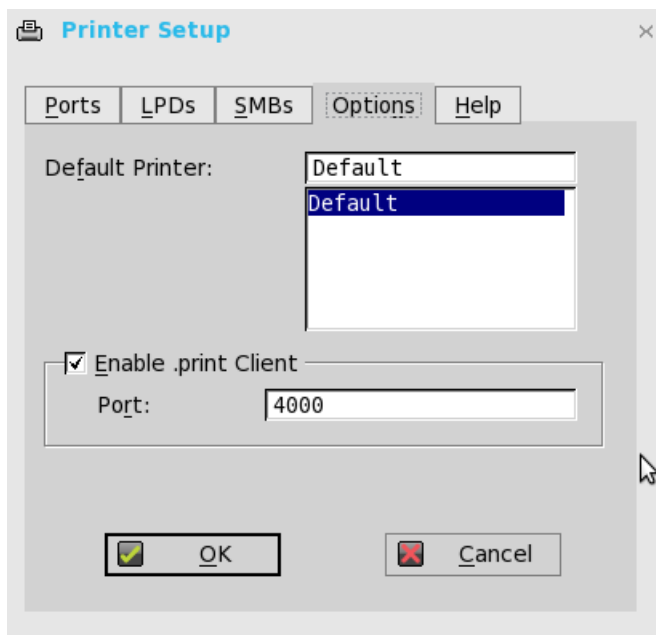 Printer Setup
Ports LPDs SMBs Options Help
Default Printer: Default
Default
Enable .print Client
Port: 4000
OK Cancel